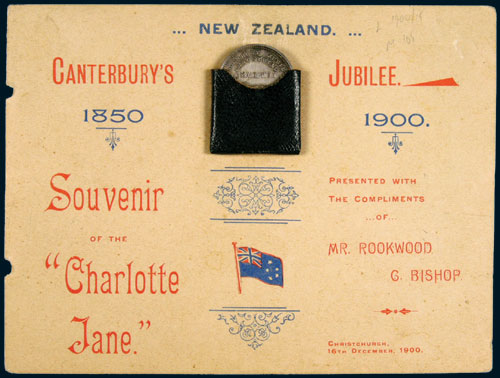 ... NEW ZEALAND. ...
CANTERBURY'S
JUBILEE.
1850
1900.
Souvenir
OF THE
"Charlotte
Jane."
PRESENTED WITH
THE COMPLIMENTS
...OF...
MR. ROOKWOOD
C. BISHOP
CHRISTCHURCH,
16TH DECEMBER, 1900.